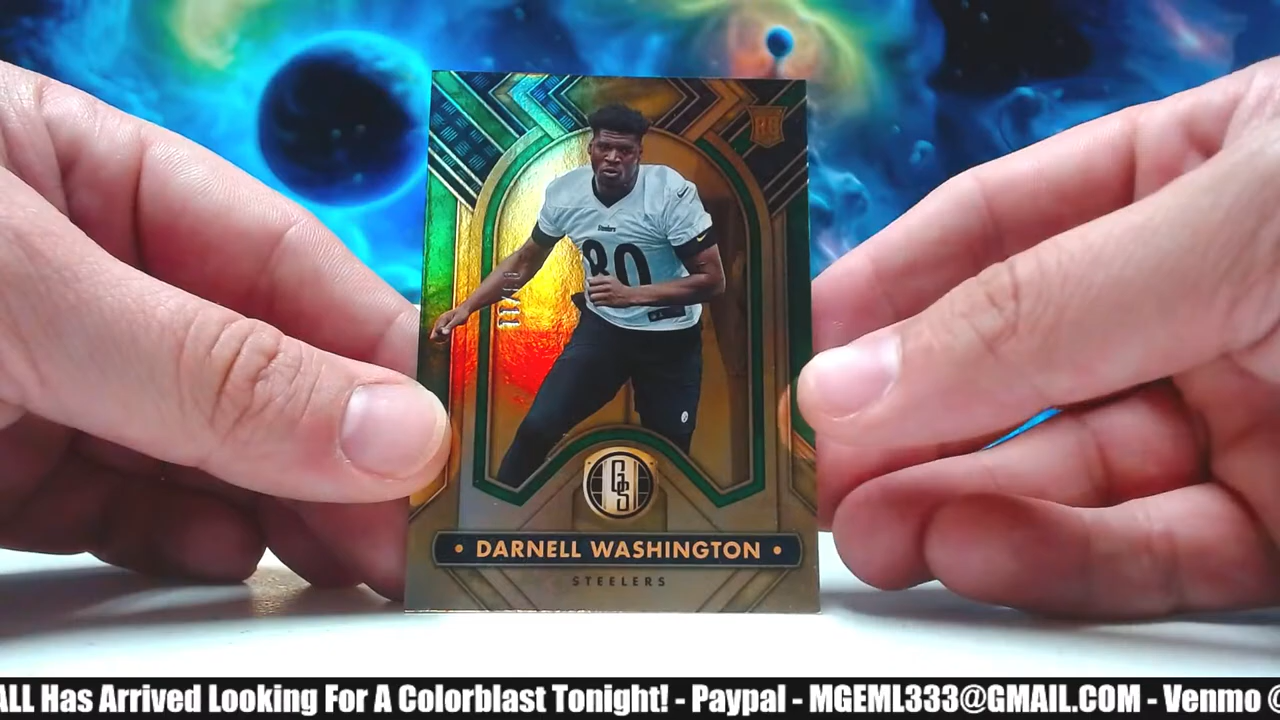 RC
Steelers
80
GS
• DARNELL WASHINGTON •
STEELERS
ALL Has Arrived Looking For A Colorblast Tonight! - Paypal - MGEML333@GMAIL.COM - Venmo @